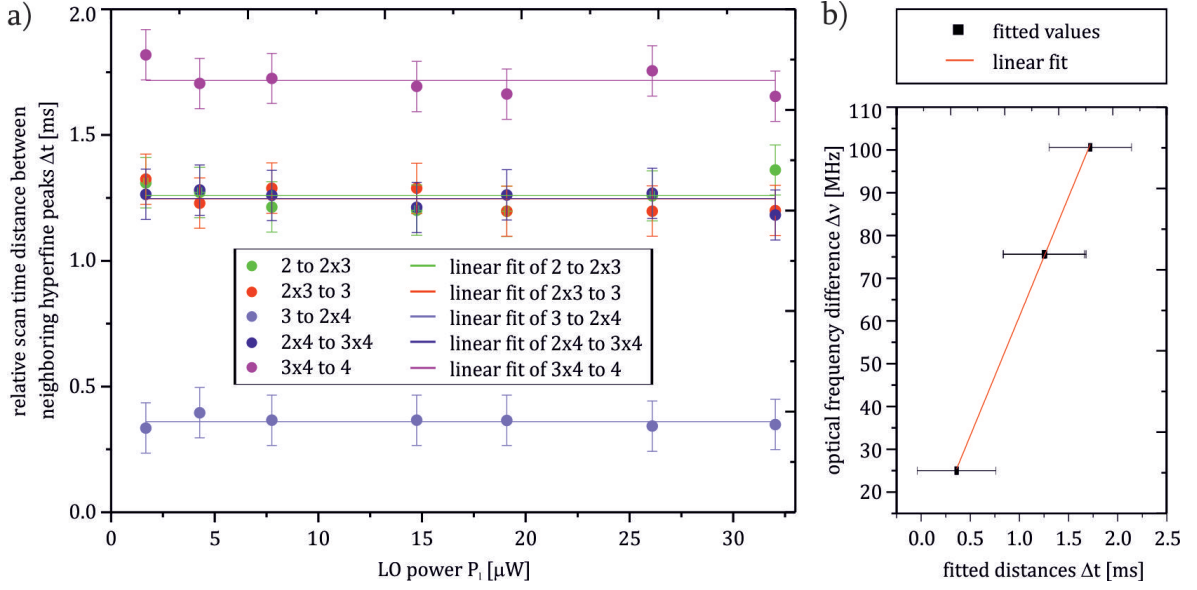 a)
relative scan time distance between
neighboring hyperfine peaks Δt [ms]
2.0
1.5
1.0
0.5
0.0
2 to 2x3
2x3 to 3
3 to 2x4
2x4 to 3x4
3x4 to 4
linear fit of 2 to 2x3
linear fit of 2x3 to 3
linear fit of 3 to 2x4
linear fit of 2x4 to 3x4
linear fit of 3x4 to 4
0 5 10 15 20 25 30
LO power Pₗ [μW]
b)
fitted values
linear fit
optical frequency difference Δν [MHz]
100
90
80
70
60
50
40
30
20
0.0 0.5 1.0 1.5 2.0 2.5
fitted distances Δt [ms]